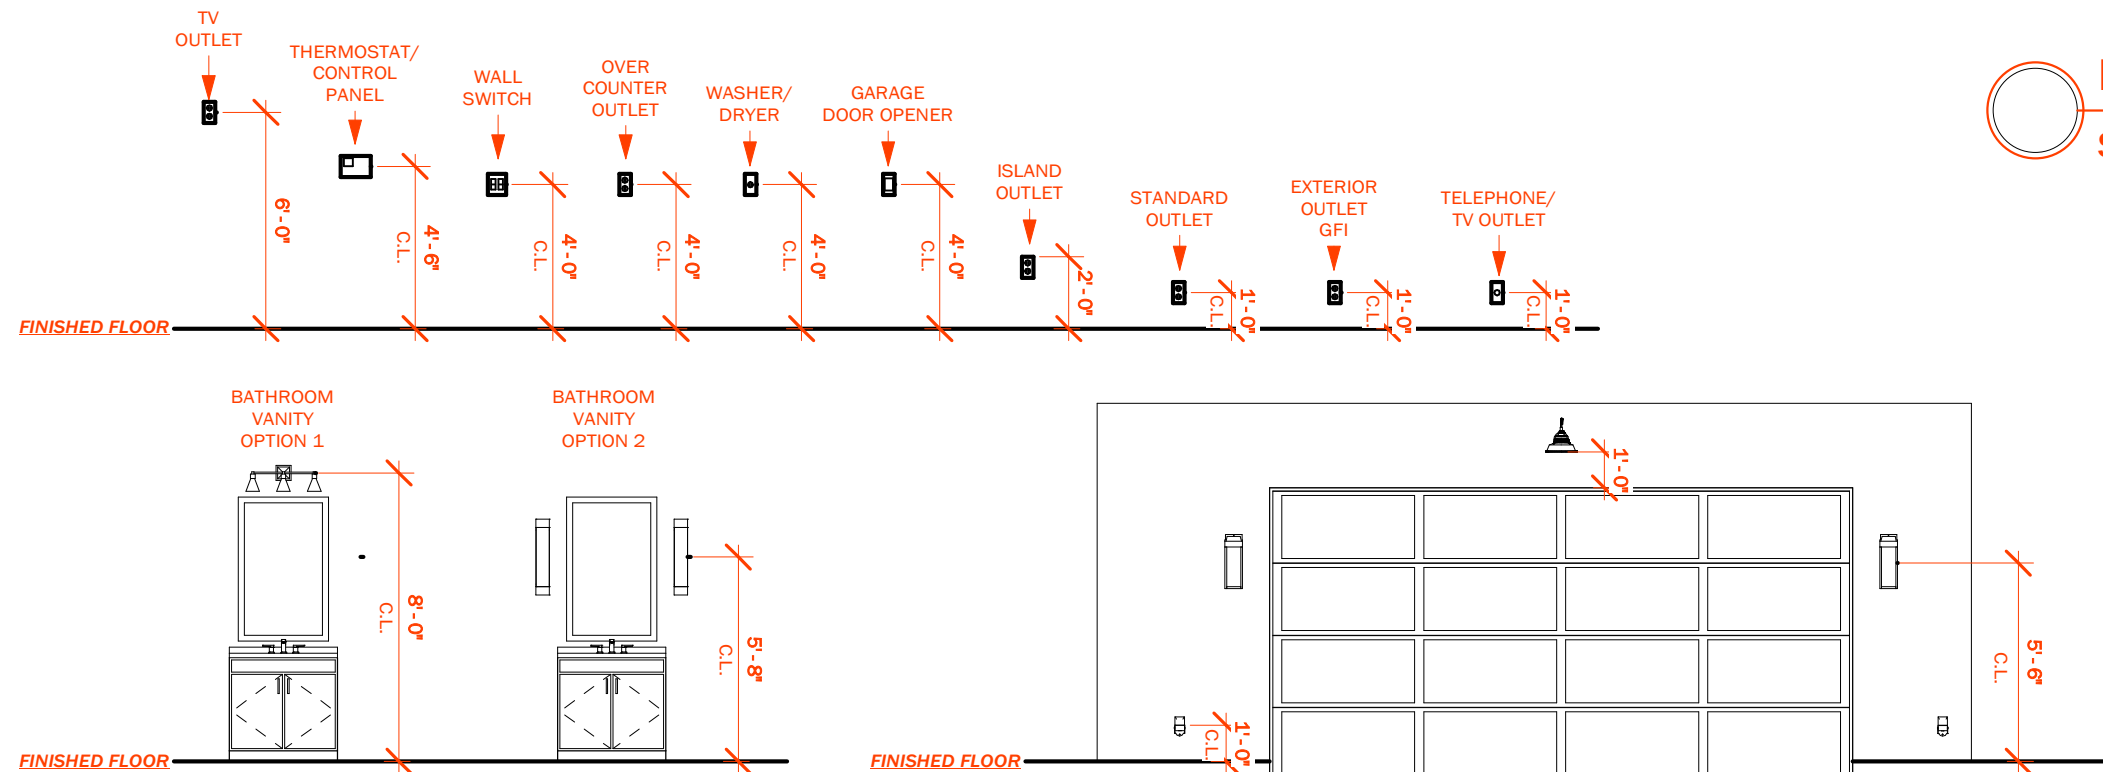 TV
OUTLET
THERMOSTAT/
CONTROL
PANEL
WALL
SWITCH
OVER
COUNTER
OUTLET
WASHER/
DRYER
GARAGE
DOOR OPENER
ISLAND
OUTLET
STANDARD
OUTLET
EXTERIOR
OUTLET
GFI
TELEPHONE/
TV OUTLET
6'-0"
4'-6"
C.L.
4'-0"
C.L.
4'-0"
C.L.
4'-0"
C.L.
4'-0"
C.L.
2'-0"
1'-0"
C.L.
1'-0"
C.L.
1'-0"
C.L.
FINISHED FLOOR
BATHROOM
VANITY
OPTION 1
BATHROOM
VANITY
OPTION 2
8'-0"
C.L.
5'-8"
C.L.
1'-0"
5'-6"
C.L.
1'-0"
C.L.
FINISHED FLOOR
FINISHED FLOOR